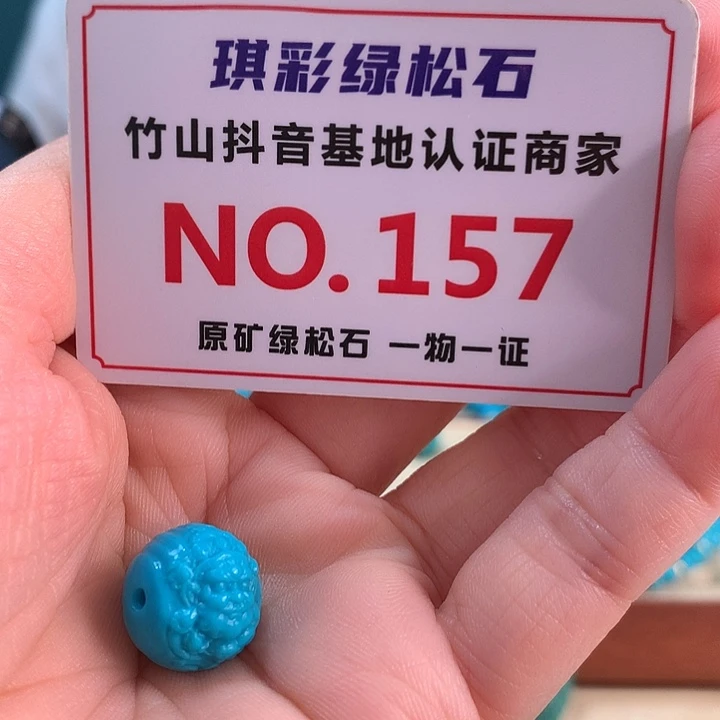 琪彩绿松石
竹山抖音基地认证商家
NO.157
原矿绿松石 一物一证